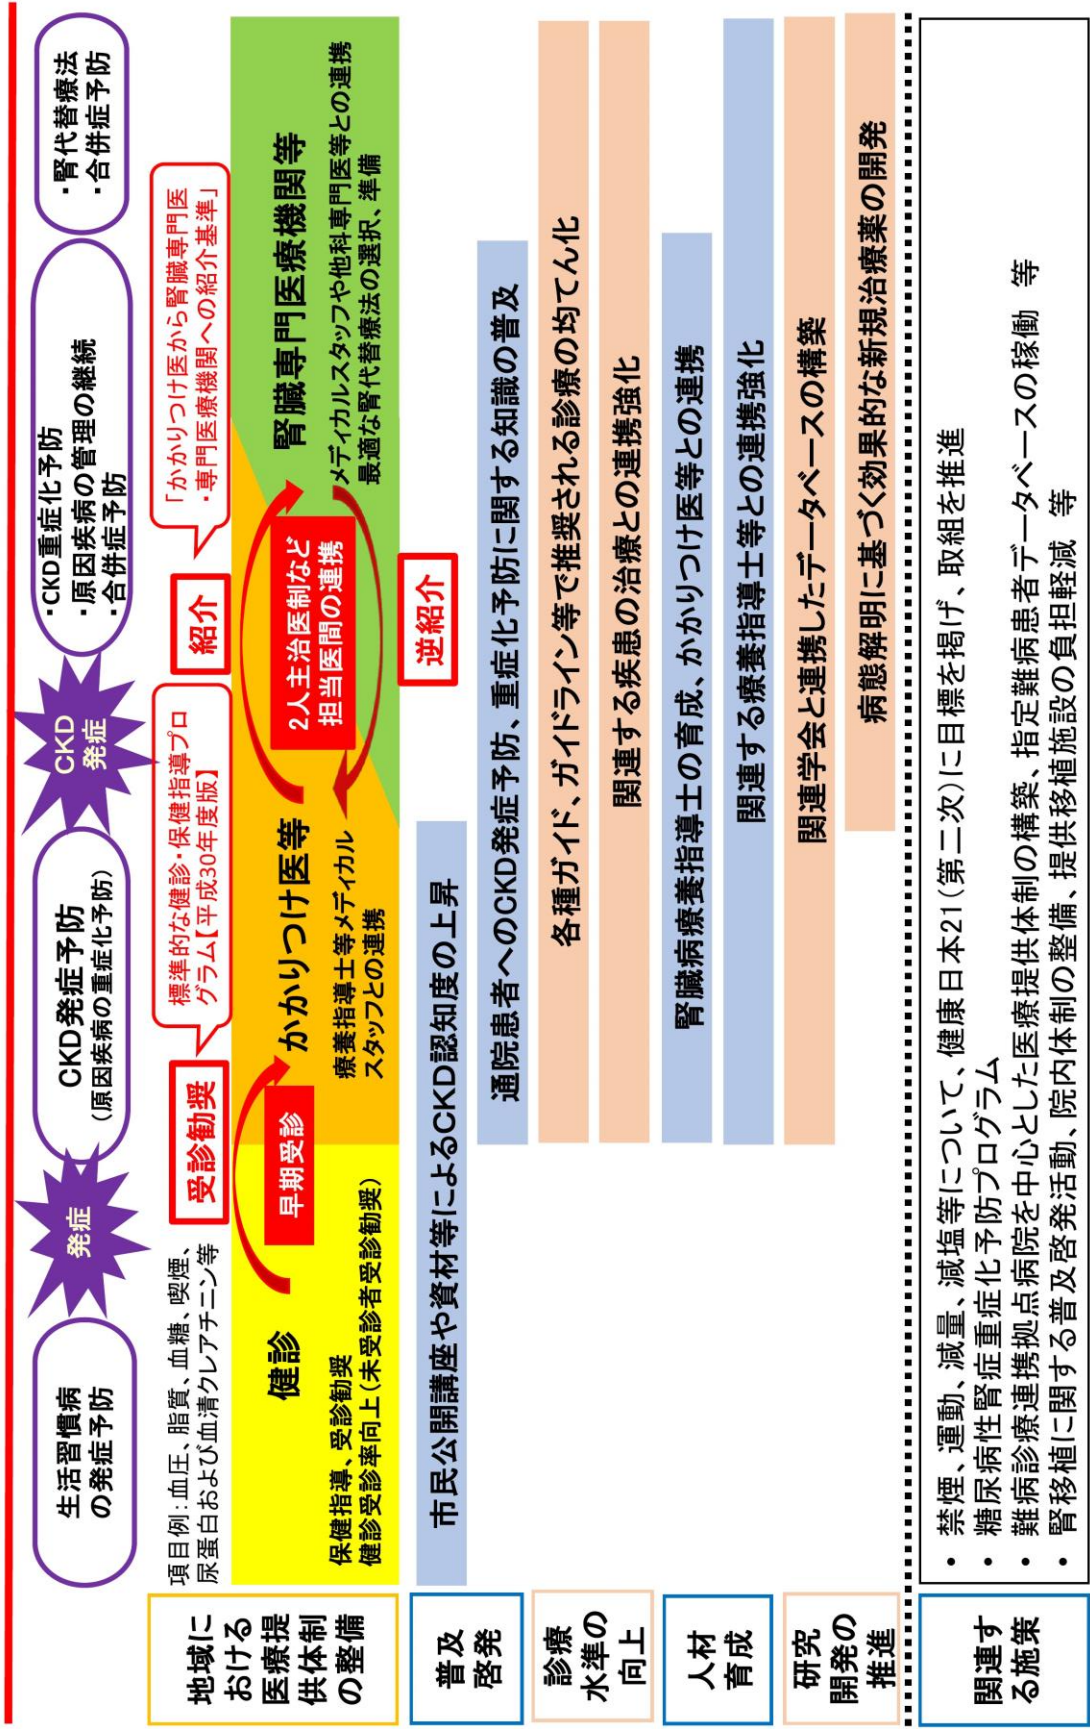 生活習慣病
の発症予防
発症
CKD発症予防
(原因疾病の重症化予防)
CKD
発症
・CKD重症化予防
・原因疾病の管理の継続
・合併症予防
・腎代替療法
・合併症予防
地域に
おける
医療提
供体制
の整備
項目例:血圧、脂質、血糖、喫煙、
尿蛋白および血清クレアチニン等
受診勧奨
標準的な健診・保健指導プロ
グラム【平成30年度版】
紹介
「かかりつけ医から腎臓専門医
・専門医療機関への紹介基準」
健診
早期受診
かかりつけ医等
2人主治医制など
担当医間の連携
腎臓専門医療機関等
保健指導、受診勧奨
健診受診率向上(未受診者受診勧奨)
療養指導士等メディカル
スタッフとの連携
メディカルスタッフや他科専門医等との連携
最適な腎代替療法の選択、準備
逆紹介
普及
啓発
市民公開講座や資材等によるCKD認知度の上昇
通院患者へのCKD発症予防、重症化予防に関する知識の普及
診療
水準の
向上
各種ガイド、ガイドライン等で推奨される診療の均てん化
関連する疾患の治療との連携強化
人材
育成
腎臓病療養指導士の育成、かかりつけ医等との連携
関連する療養指導士等との連携強化
研究
開発の
推進
関連学会と連携したデータベースの構築
病態解明に基づく効果的な新規治療薬の開発
関連す
る施策
・ 禁煙、運動、減量、減塩等について、健康日本21(第二次)に目標を掲げ、取組を推進
・ 糖尿病性腎症重症化予防プログラム
・ 難病診療連携拠点病院を中心とした医療提供体制の構築、指定難病患者データベースの稼働 等
・ 腎移植に関する普及啓発活動、院内体制の整備、提供移植施設の負担軽減 等